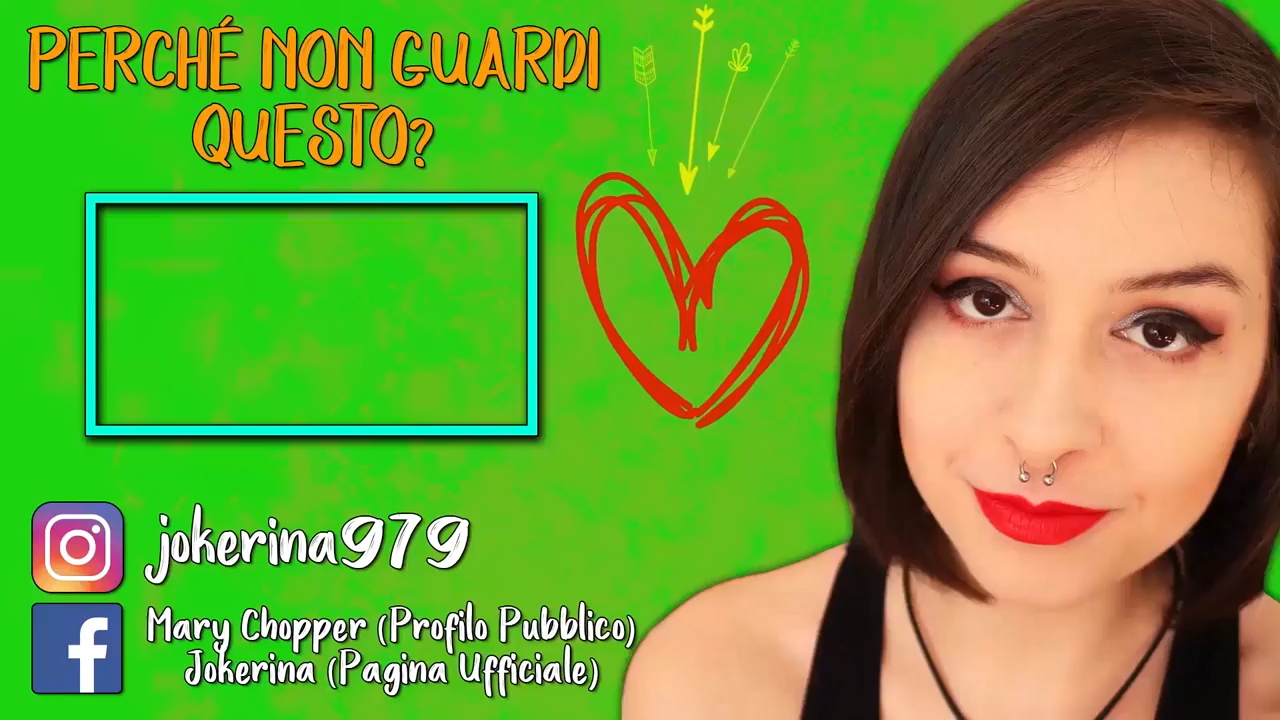 PERCHÉ NON GUARDI
QUESTO?
jokerina979
Mary Chopper (Profilo Pubblico)
Jokerina (Pagina Ufficiale)